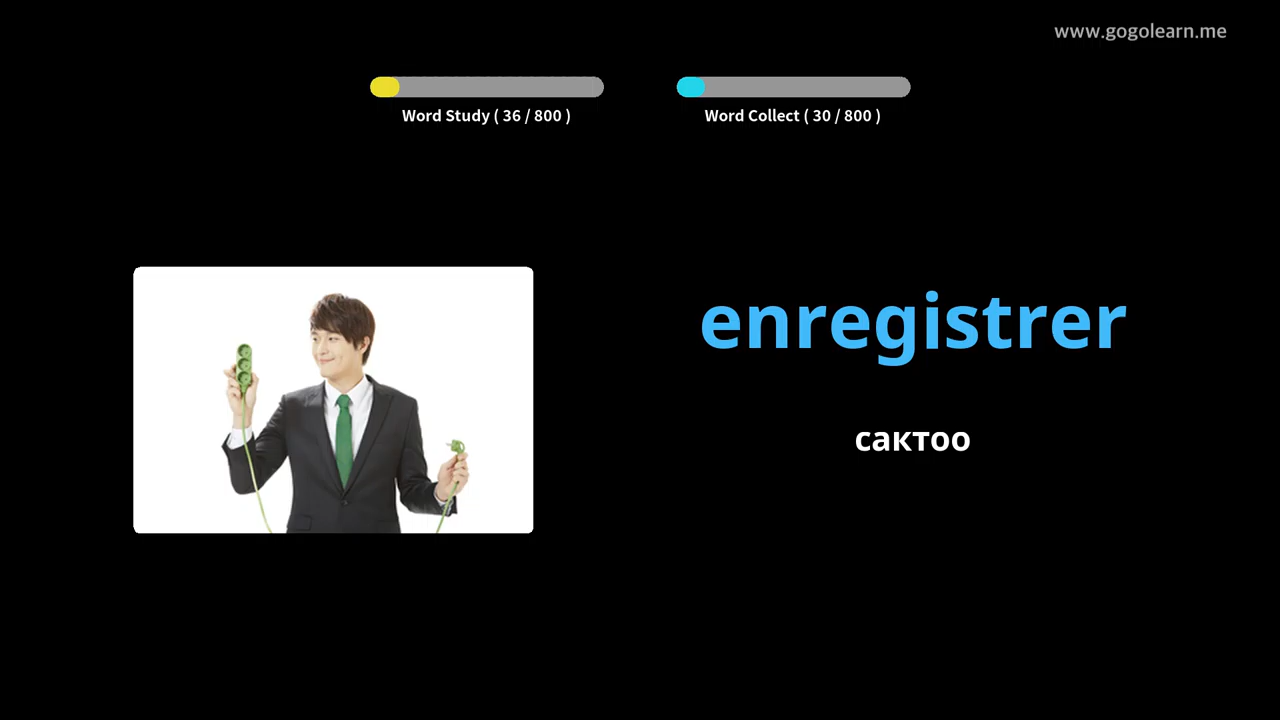 www.gogolearn.me
Word Study ( 36 / 800 )
Word Collect ( 30 / 800 )
enregistrer
сактоо